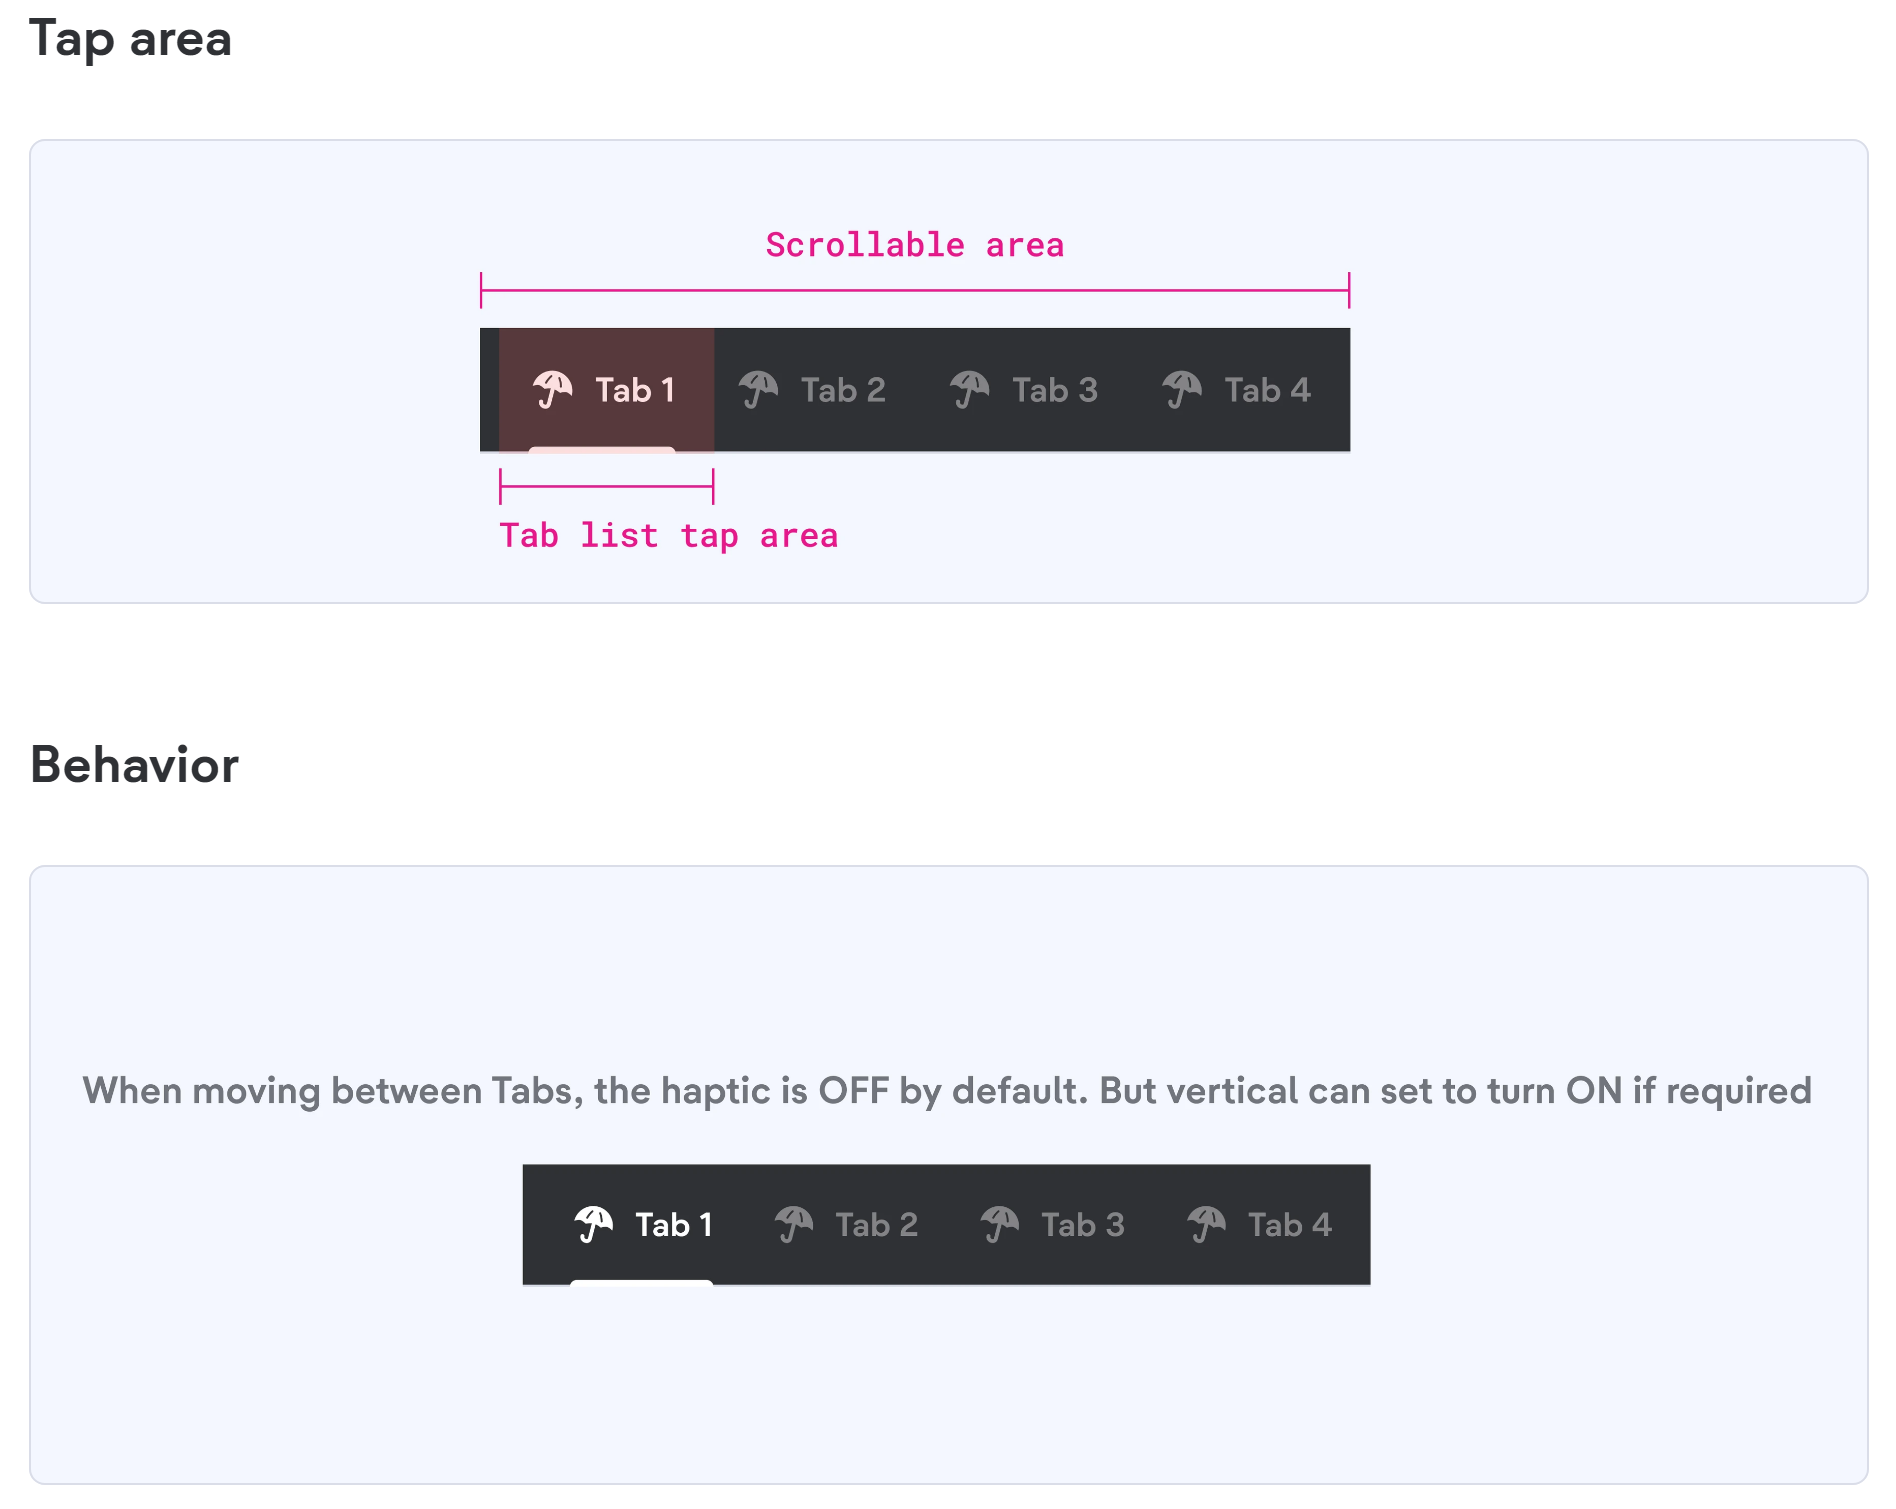 Tap area
Scrollable area
Tab 1 Tab 2 Tab 3 Tab 4
Tab list tap area
Behavior
When moving between Tabs, the haptic is OFF by default. But vertical can set to turn ON if required
Tab 1 Tab 2 Tab 3 Tab 4